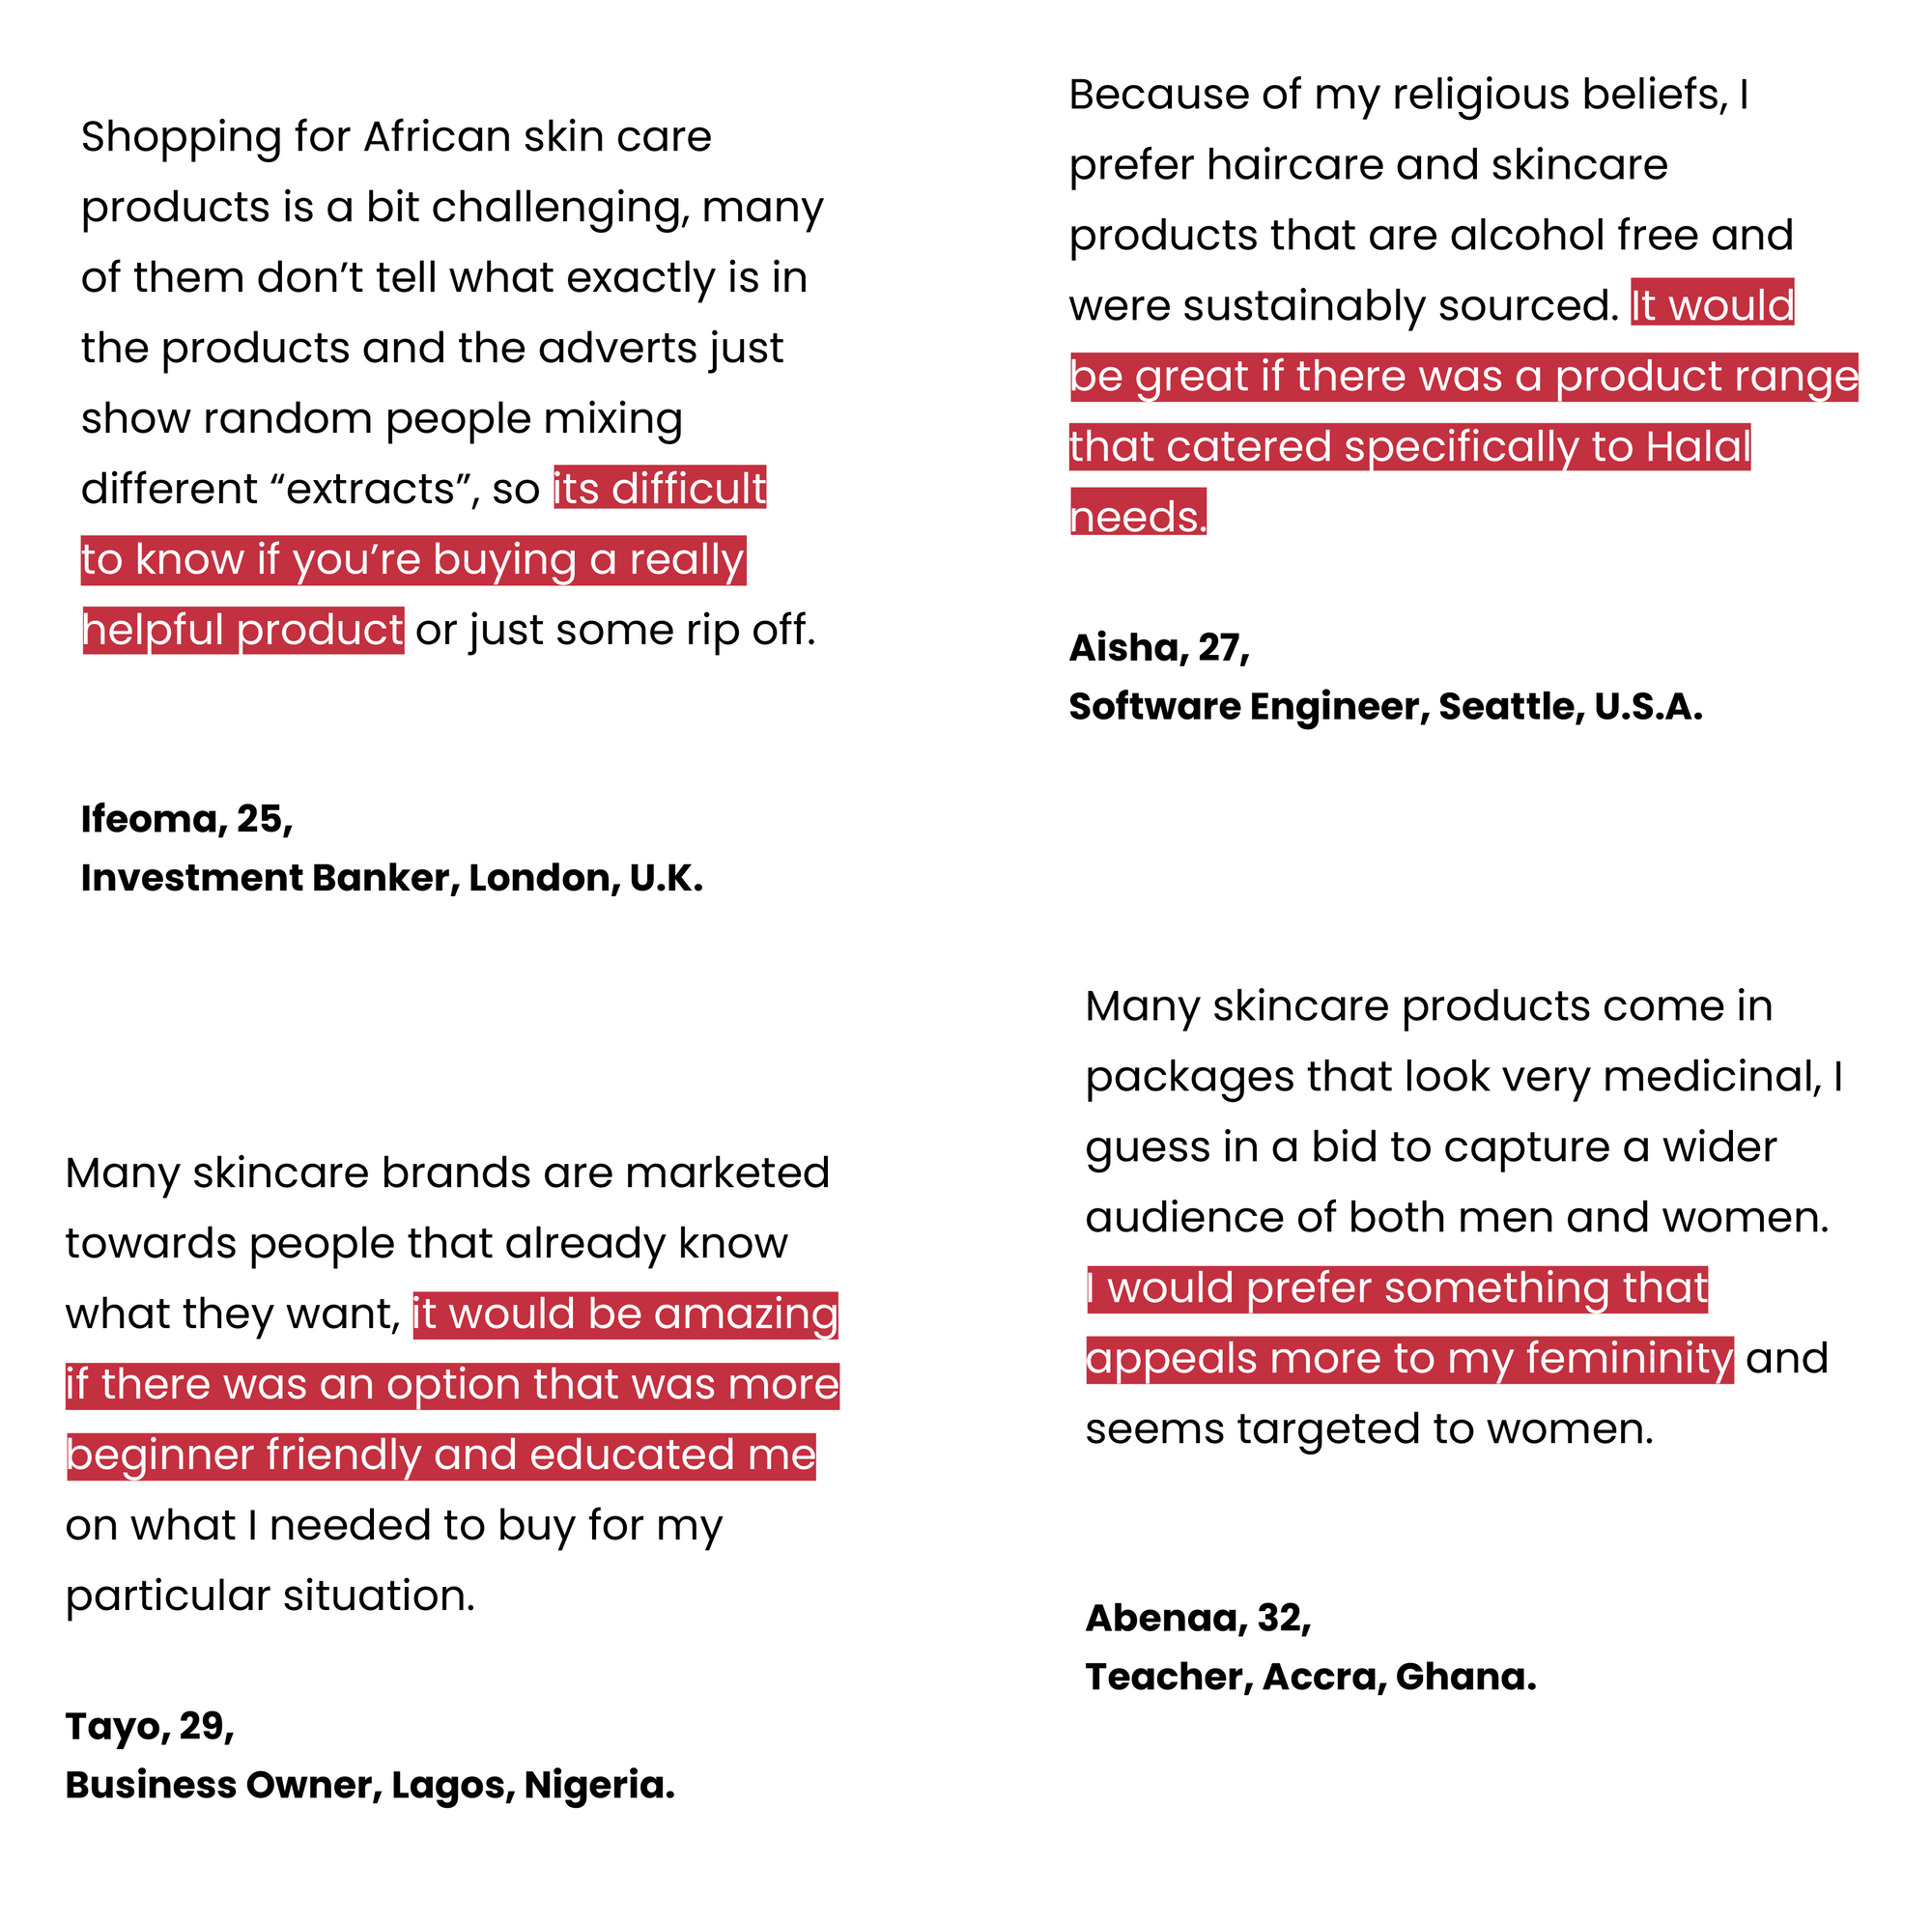 Shopping for African skin care
products is a bit challenging, many
of them don’t tell what exactly is in
the products and the adverts just
show random people mixing
different “extracts”, so its difficult
to know if you’re buying a really
helpful product or just some rip off.
Ifeoma, 25,
Investment Banker, London, U.K.
Because of my religious beliefs, I
prefer haircare and skincare
products that are alcohol free and
were sustainably sourced. It would
be great if there was a product range
that catered specifically to Halal
needs.
Aisha, 27,
Software Engineer, Seattle, U.S.A.
Many skincare brands are marketed
towards people that already know
what they want, it would be amazing
if there was an option that was more
beginner friendly and educated me
on what I needed to buy for my
particular situation.
Tayo, 29,
Business Owner, Lagos, Nigeria.
Many skincare products come in
packages that look very medicinal, I
guess in a bid to capture a wider
audience of both men and women.
I would prefer something that
appeals more to my femininity and
seems targeted to women.
Abenaa, 32,
Teacher, Accra, Ghana.